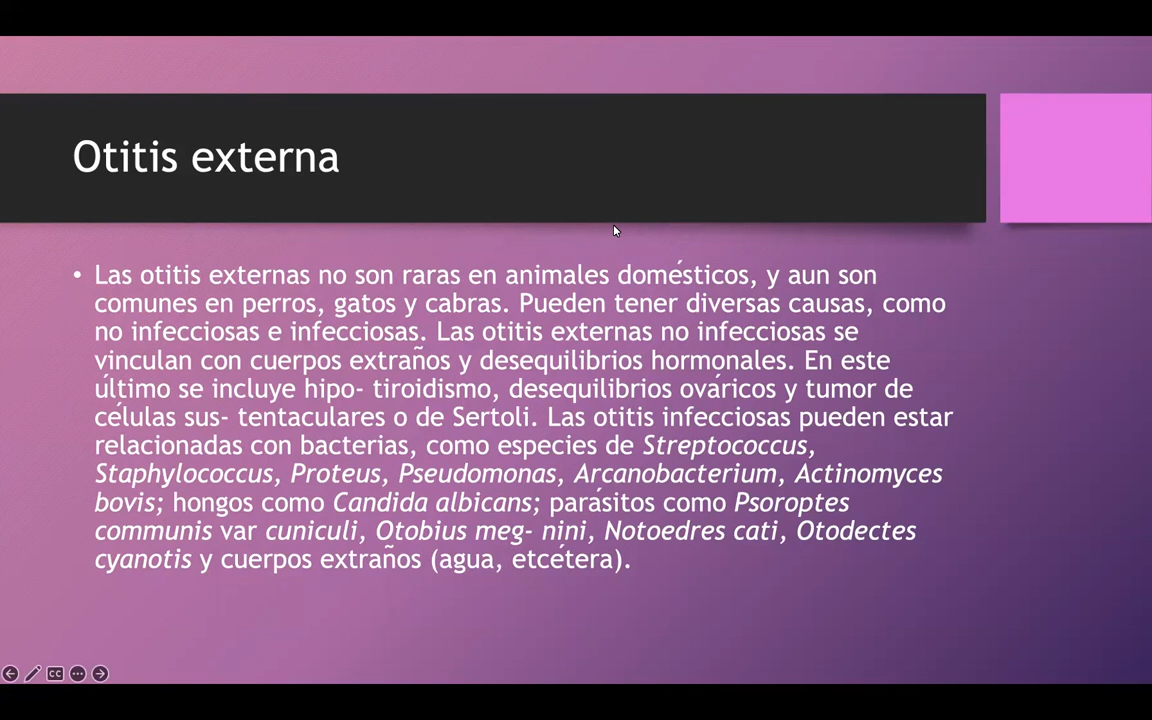 Otitis externa
• Las otitis externas no son raras en animales domésticos, y aun son
comunes en perros, gatos y cabras. Pueden tener diversas causas, como
no infecciosas e infecciosas. Las otitis externas no infecciosas se
vinculan con cuerpos extraños y desequilibrios hormonales. En este
último se incluye hipo- tiroidismo, desequilibrios ováricos y tumor de
células sus- tentaculares o de Sertoli. Las otitis infecciosas pueden estar
relacionadas con bacterias, como especies de Streptococcus,
Staphylococcus, Proteus, Pseudomonas, Arcanobacterium, Actinomyces
bovis; hongos como Candida albicans; parásitos como Psoroptes
communis var cuniculi, Otobius meg- nini, Notoedres cati, Otodectes
cyanotis y cuerpos extraños (agua, etcétera).
CC